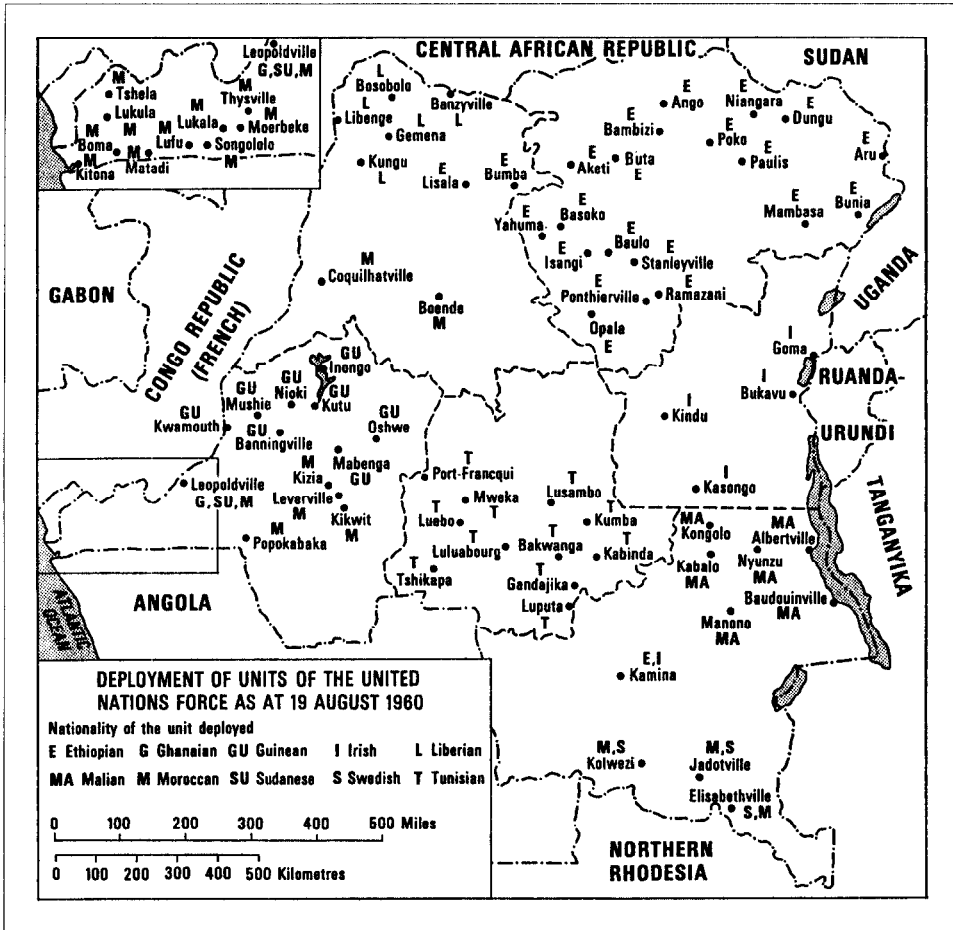 CENTRAL AFRICAN REPUBLIC
SUDAN
Leopoldville
G,SU,M
M
Tshela
M
Thysville
Lukula
M
Lukala
M
Moerbeke
M
Boma
M
M
Lufu
Songololo
M
M
Kitona
M
Matadi
L
Bosobolo
Banzyville
L
Libenge
L
L
Gemena
Kungu
L
E
Ango
E
Niangara
E
Dungu
E
Bambizi
E
Poko
E
Paulis
E
Aru
E
Lisala
E
Bumba
Aketi
E
Buta
E
E
Mambasa
E
Bunia
E
Yahuma
E
Basoko
E
Isangi
E
Baulo
E
Stanleyville
E
Ponthierville
E
Ramazani
Opala
E
M
Coquilhatville
Boende
M
GABON
CONGO REPUBLIC
(FRENCH)
UGANDA
I
Goma
RUANDA-
URUNDI
I
Bukavu
I
Kindu
I
Kasongo
TANGANYIKA
GU
Inongo
GU
Nioki
GU
Kutu
GU
Mushie
GU
Kwamouth
GU
Banningville
GU
Oshwe
Mabenga
GU
M
Kizia
Leverville
M
Kikwit
M
Leopoldville
G,SU,M
M
Popokabaka
T
Port-Francqui
Mweka
T
T
Lusambo
T
Luebo
T
Kumba
T
Luluabourg
T
Bakwanga
T
Kabinda
T
Tshikapa
T
Gandajika
Luputa
T
MA
Kongolo
MA
Albertville
Kabalo
MA
Nyunzu
MA
Baudouinville
MA
Manono
MA
ANGOLA
ATLANTIC
OCEAN
E,I
Kamina
M,S
Kolwezi
M,S
Jadotville
Elisabethville
S,M
NORTHERN
RHODESIA
DEPLOYMENT OF UNITS OF THE UNITED
NATIONS FORCE AS AT 19 AUGUST 1960
Nationality of the unit deployed
E Ethiopian G Ghanaian GU Guinean I Irish L Liberian
MA Malian M Moroccan SU Sudanese S Swedish T Tunisian
0 100 200 300 400 500 Miles
0 100 200 300 400 500 Kilometres